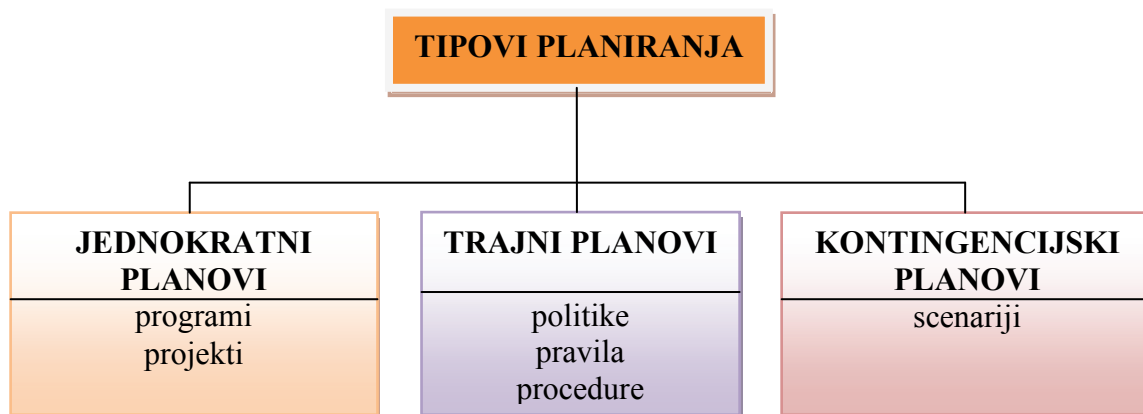 TIPOVI PLANIRANJA
JEDNOKRATNI
PLANOVI
programi
projekti
TRAJNI PLANOVI
politike
pravila
procedure
KONTINGENCIJSKI
PLANOVI
scenariji